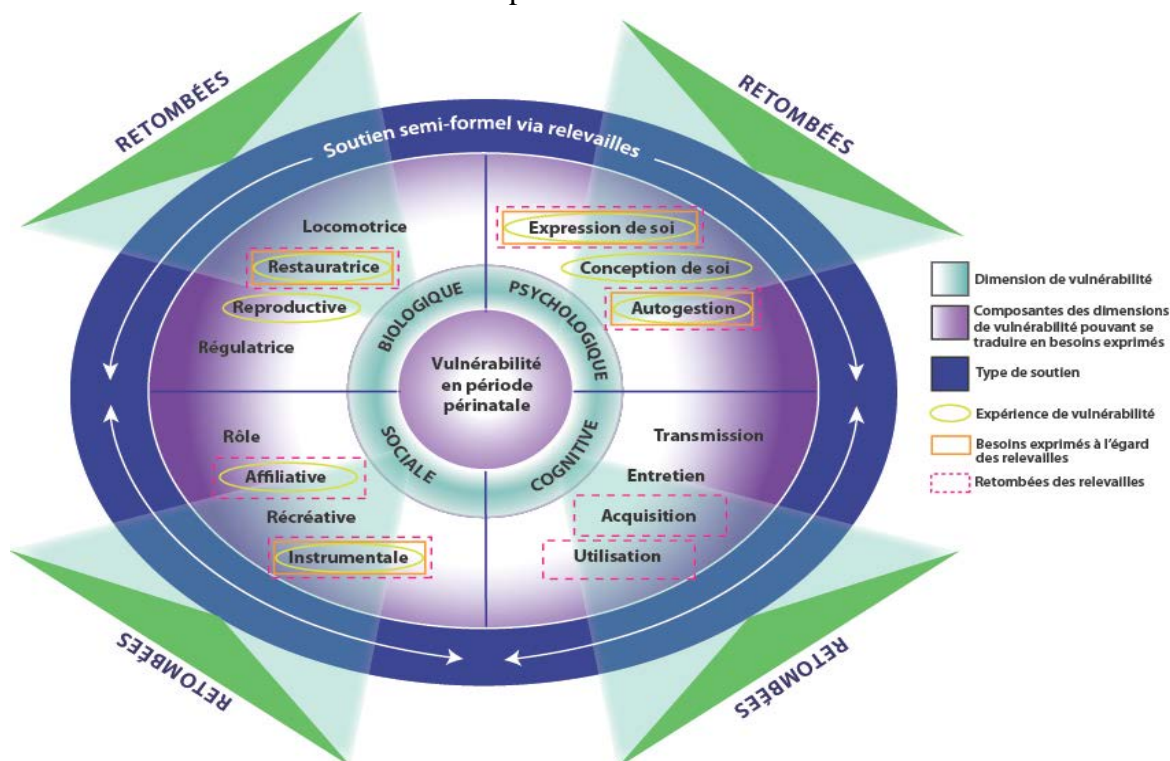 RETOMBÉES
RETOMBÉES
Soutien semi-formel via relevailles
Locomotrice
Restauratrice
Reproductive
Régulatrice
Expression de soi
Conception de soi
Autogestion
BIOLOGIQUE
PSYCHOLOGIQUE
Vulnérabilité
en période
périnatale
SOCIALE
COGNITIVE
Rôle
Affiliative
Récréative
Instrumentale
Transmission
Entretien
Acquisition
Utilisation
RETOMBÉES
RETOMBÉES
Dimension de vulnérabilité
Composantes des dimensions
de vulnérabilité pouvant se
traduire en besoins exprimés
Type de soutien
Expérience de vulnérabilité
Besoins exprimés à l'égard
des relevailles
Retombées des relevailles